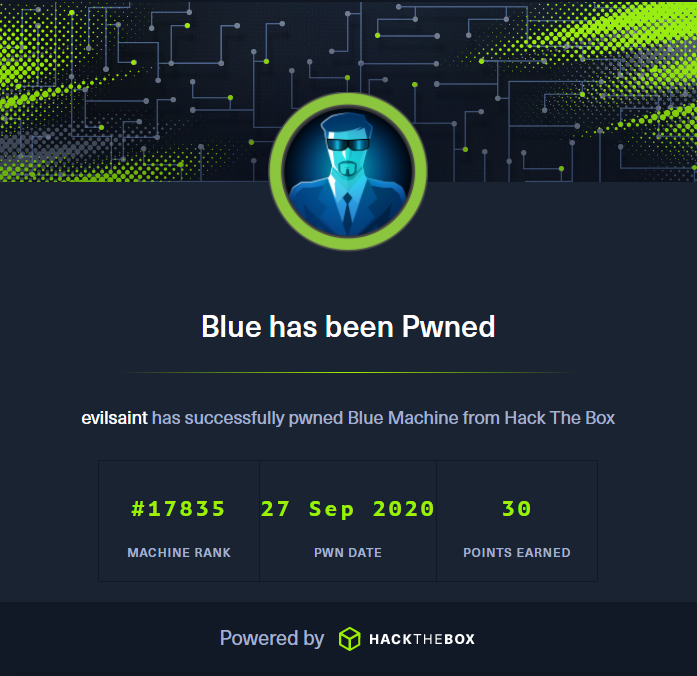 Blue has been Pwned
evilsaint has successfully pwned Blue Machine from Hack The Box
#17835 27 Sep 2020 30
MACHINE RANK PWN DATE POINTS EARNED
Powered by HACKTHEBOX